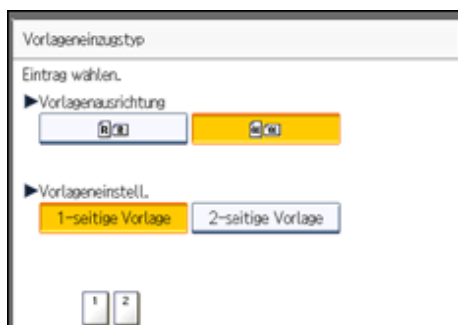 Vorlageneinzugstyp
Eintrag wählen.
►Vorlagenausrichtung
►Vorlageneinstell.
1-seitige Vorlage 2-seitige Vorlage
1 2